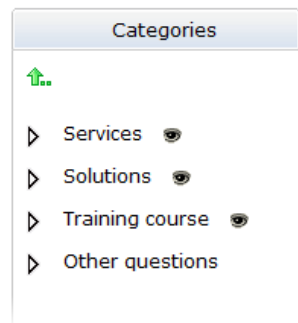 Categories
..
Services
Solutions
Training course
Other questions